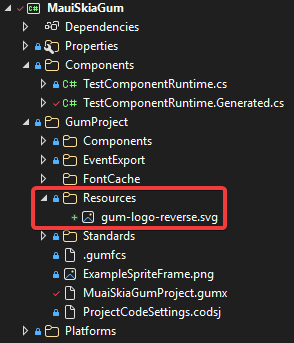 C# MauiSkiaGum
Dependencies
Properties
Components
C# TestComponentRuntime.cs
C# TestComponentRuntime.Generated.cs
GumProject
Components
EventExport
FontCache
Resources
gum-logo-reverse.svg
Standards
.gumfcs
ExampleSpriteFrame.png
MuaiSkiaGumProject.gumx
ProjectCodeSettings.codsj
Platforms